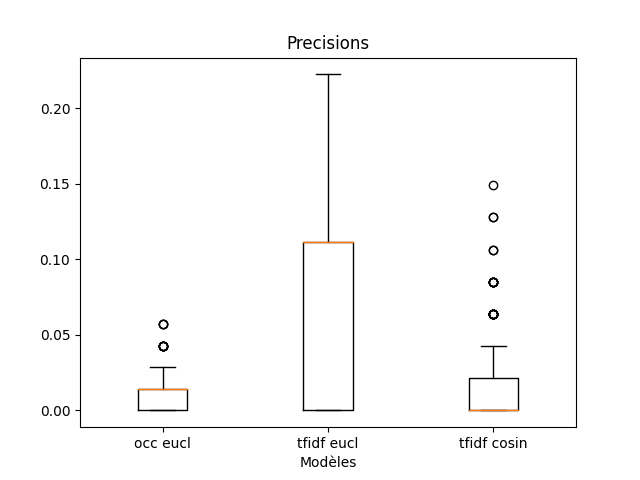 Precisions
0.20
0.15
0.10
0.05
0.00
occ eucl
tfidf eucl
tfidf cosin
Modèles